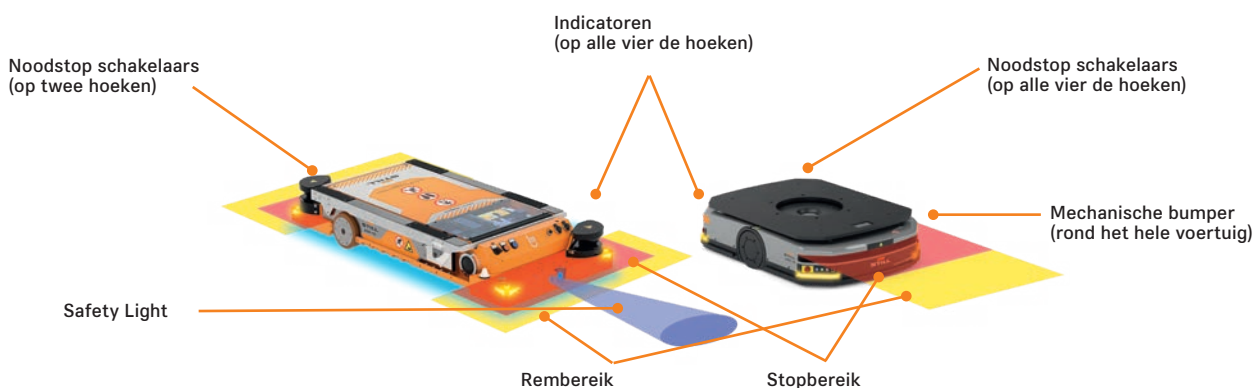 Indicatoren
(op alle vier de hoeken)
Noodstop schakelaars
(op twee hoeken)
Noodstop schakelaars
(op alle vier de hoeken)
Mechanische bumper
(rond het hele voertuig)
Safety Light
Rembereik
Stopbereik